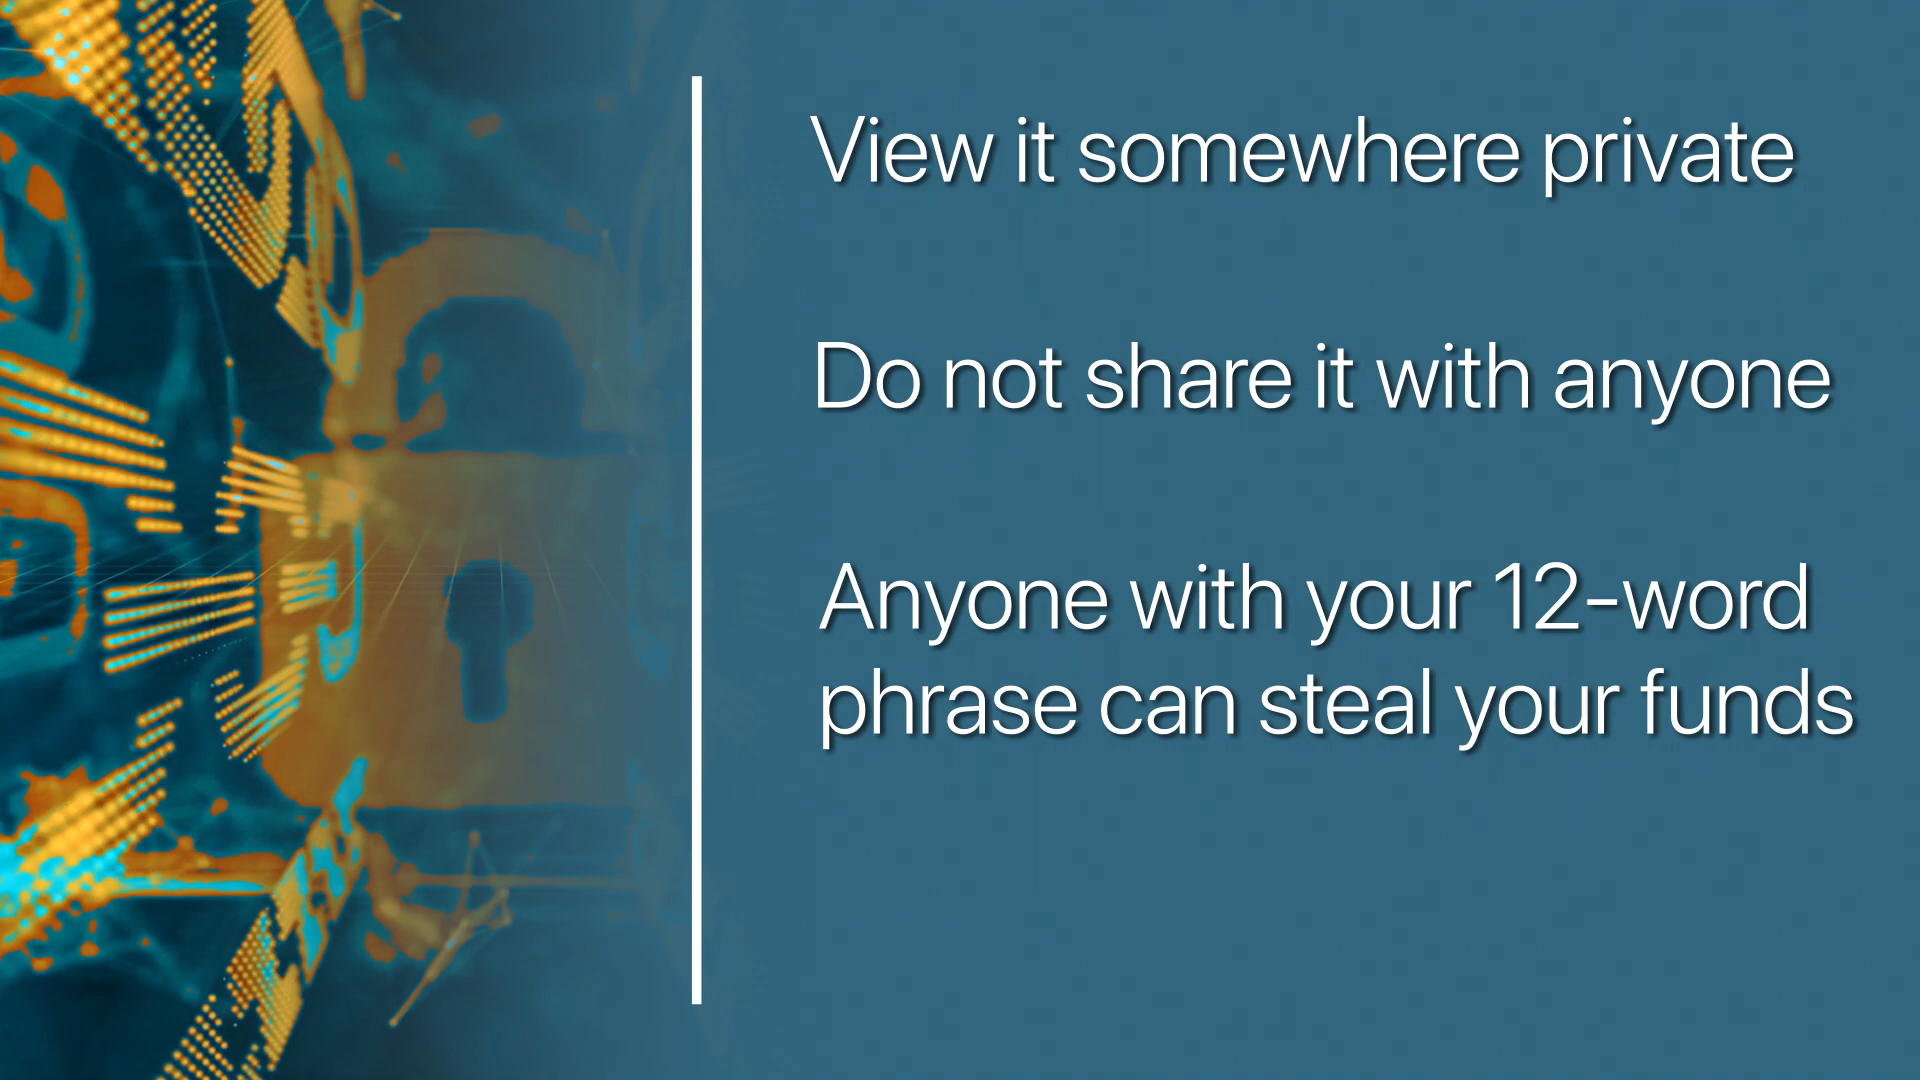 View it somewhere private
Do not share it with anyone
Anyone with your 12-word
phrase can steal your funds